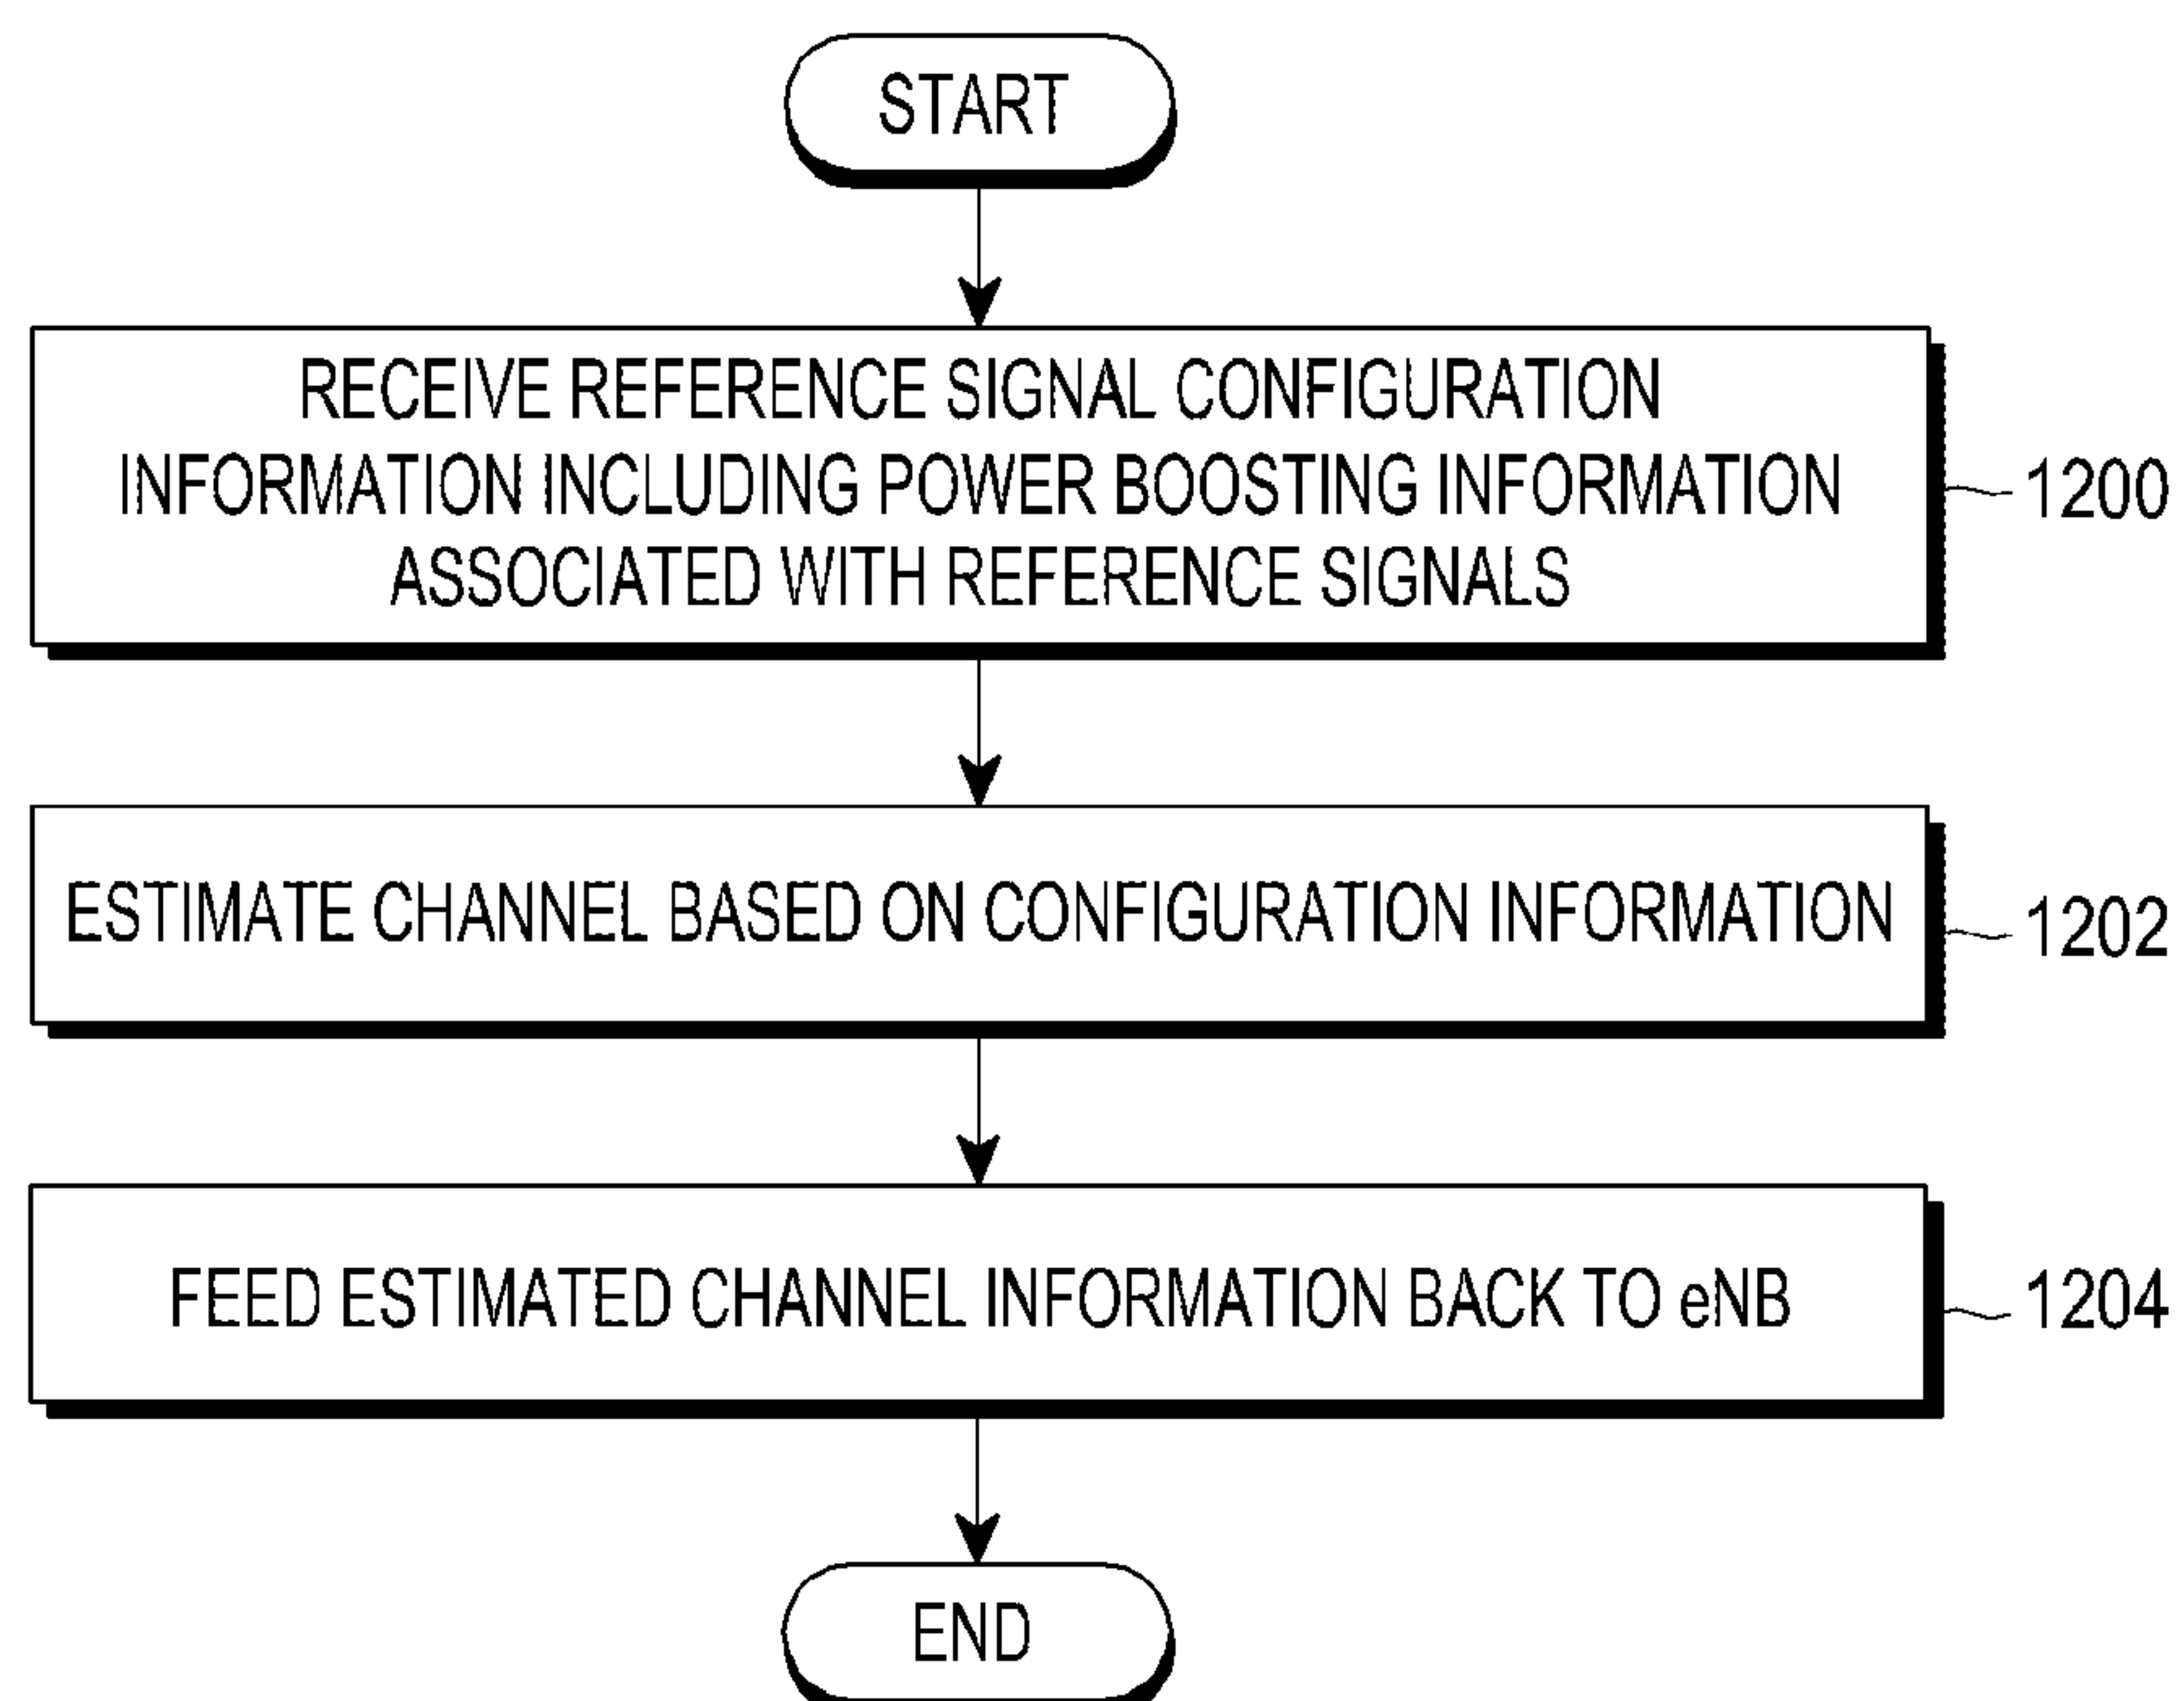 START
RECEIVE REFERENCE SIGNAL CONFIGURATION
INFORMATION INCLUDING POWER BOOSTING INFORMATION
ASSOCIATED WITH REFERENCE SIGNALS
1200
ESTIMATE CHANNEL BASED ON CONFIGURATION INFORMATION
1202
FEED ESTIMATED CHANNEL INFORMATION BACK TO eNB
1204
END